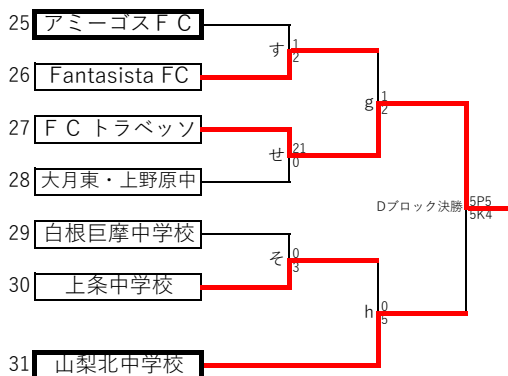 25 アミーゴスＦＣ
す 1
2
26 Fantasista FC
g 1
2
27 ＦＣ トラベッソ
せ 21
0
28 大月東・上野原中
Dブロック決勝 5P5
5K4
29 白根巨摩中学校
そ 0
3
30 上条中学校
h 0
5
31 山梨北中学校